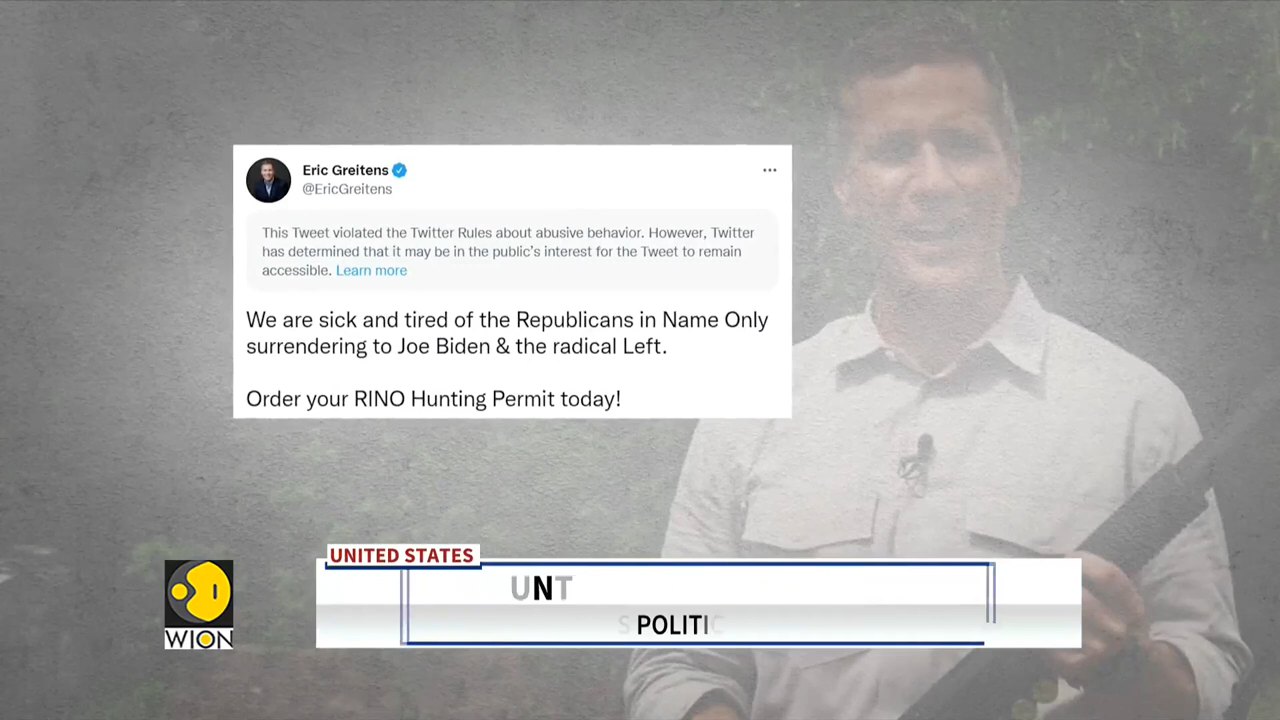 Eric Greitens
@EricGreitens
This Tweet violated the Twitter Rules about abusive behavior. However, Twitter
has determined that it may be in the public's interest for the Tweet to remain
accessible. Learn more
We are sick and tired of the Republicans in Name Only
surrendering to Joe Biden & the radical Left.
Order your RINO Hunting Permit today!
UNITED STATES
UNT
POLITI
WION